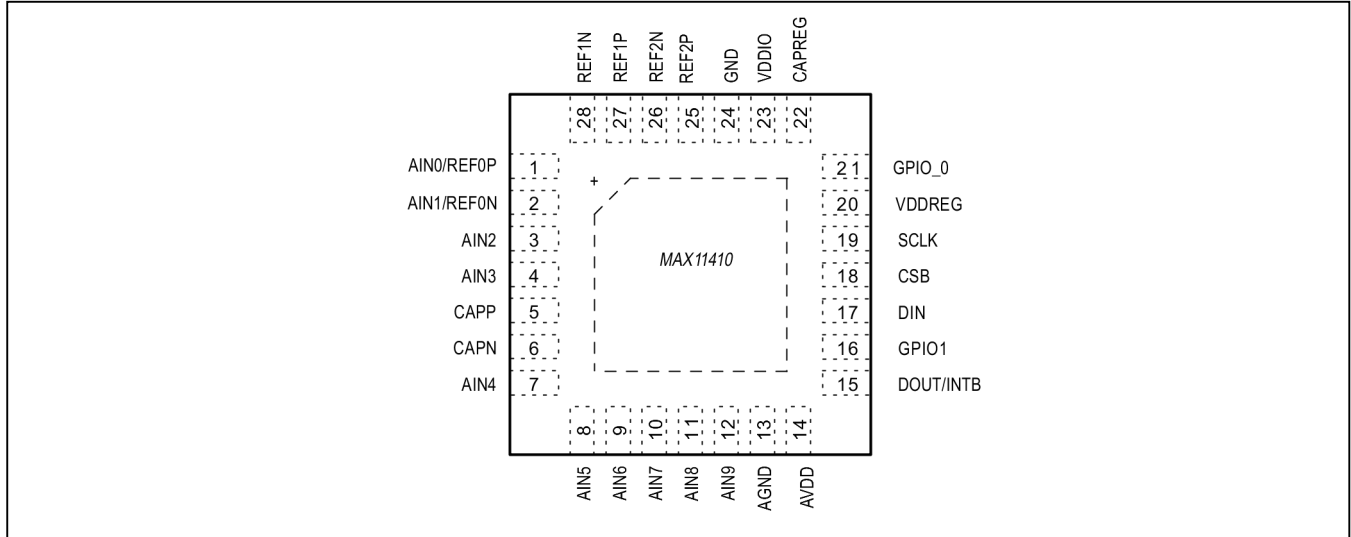 REF1N
REF1P
REF2N
REF2P
GND
VDDIO
CAPREG
28
27
26
25
24
23
22
AIN0/REF0P 1
AIN1/REF0N 2
AIN2 3
AIN3 4
CAPP 5
CAPN 6
AIN4 7
+
MAX11410
21 GPIO_0
20 VDDREG
19 SCLK
18 CSB
17 DIN
16 GPIO1
15 DOUT/INTB
8
9
10
11
12
13
14
AIN5
AIN6
AIN7
AIN8
AIN9
AGND
AVDD